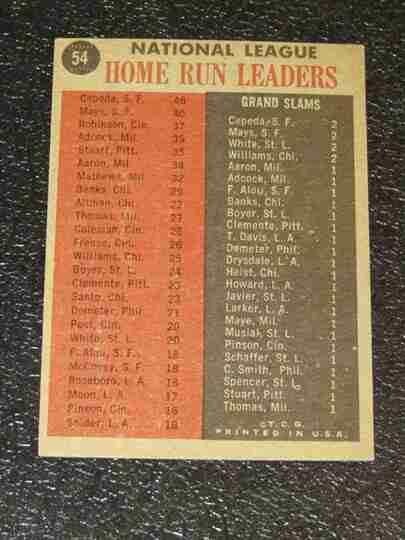 54
NATIONAL LEAGUE
HOME RUN LEADERS
Cepeda, S. F. 46
Mays, S. F. 40
Robinson, Cin. 37
Adcock, Mil. 35
Stuart, Pitt. 35
Aaron, Mil. 34
Mathews, Mil. 32
Banks, Chi. 29
Altman, Chi. 27
Thomas, Mil. 27
Coleman, Cin. 26
Freese, Cin. 26
Williams, Chi. 25
Boyer, St. L. 24
Clemente, Pitt. 23
Santo, Chi. 23
Demeter, Phil. 21
Post, Cin. 20
White, St. L. 20
F. Alou, S. F. 18
McCovey, S. F. 18
Roseboro, L. A. 18
Moon, L. A. 17
Pinson, Cin. 16
Snider, L. A. 16
GRAND SLAMS
Cepeda, S. F. 2
Mays, S. F. 2
White, St. L. 2
Williams, Chi. 2
Aaron, Mil. 1
Adcock, Mil. 1
F. Alou, S. F. 1
Banks, Chi. 1
Boyer, St. L. 1
Clemente, Pitt. 1
T. Davis, L. A. 1
Demeter, Phil. 1
Drysdale, L. A. 1
Heist, Chi. 1
Howard, L. A. 1
Javier, St. L. 1
Larker, L. A. 1
Maye, Mil. 1
Musial, St. L. 1
Pinson, Cin. 1
Schaffer, St. L. 1
C. Smith, Phil. 1
Spencer, St. L. 1
Stuart, Pitt. 1
Thomas, Mil. 1
©T. C. G.
PRINTED IN U.S.A.